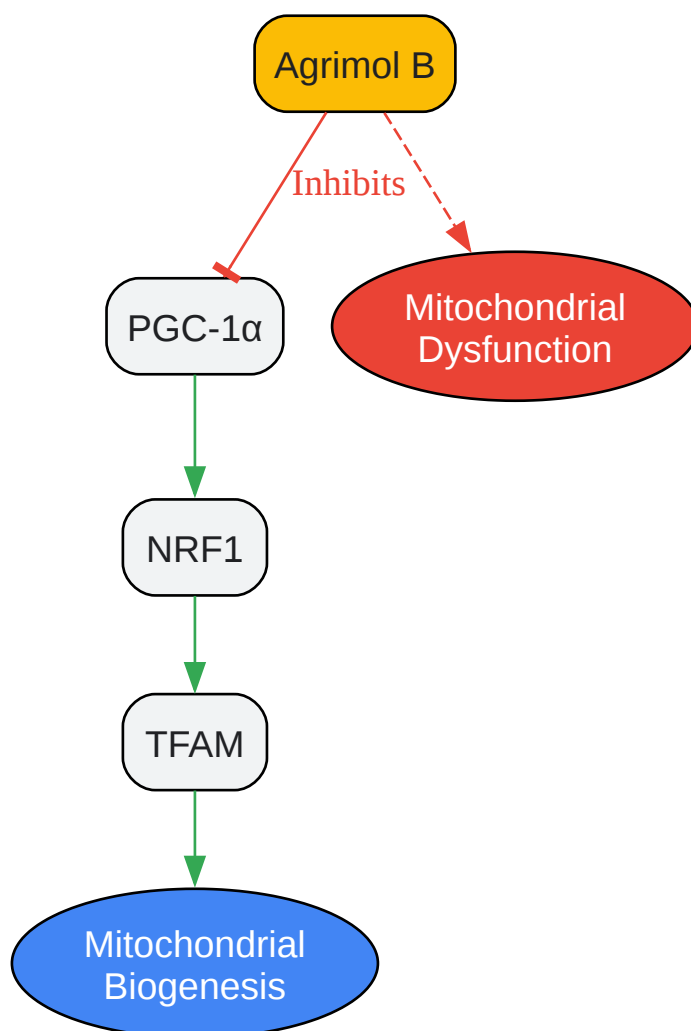 Agrimol B
Inhibits
Mitochondrial
Dysfunction
PGC-1α
NRF1
TFAM
Mitochondrial
Biogenesis